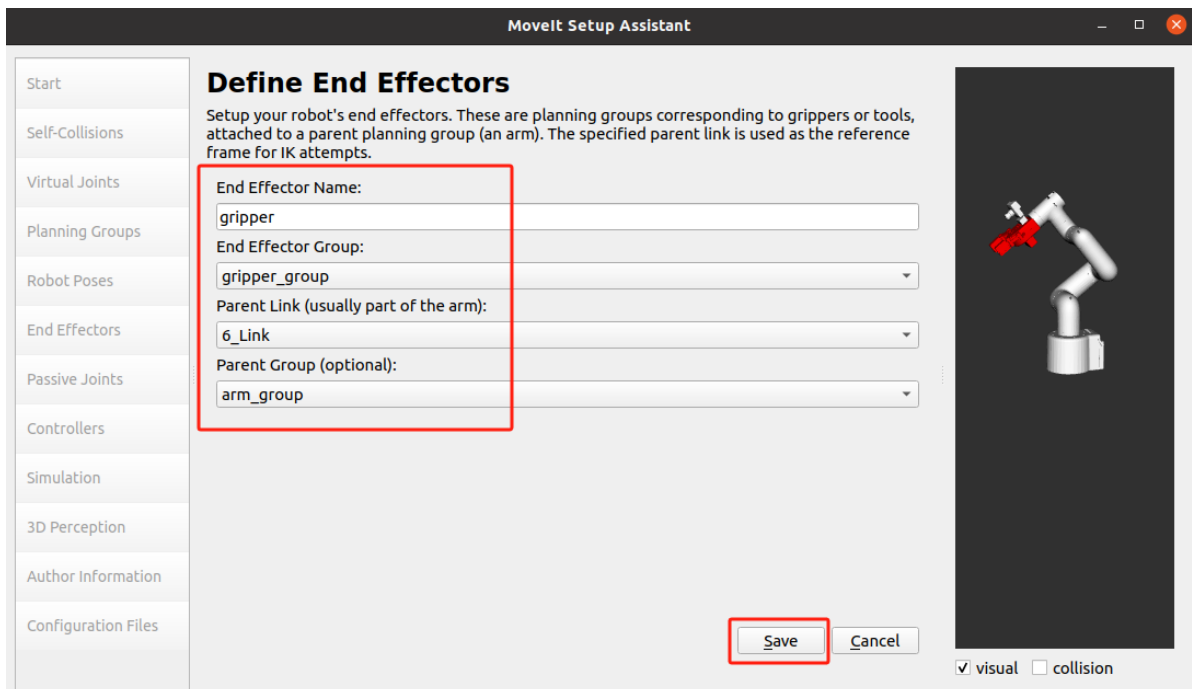 MoveIt Setup Assistant
Start
Self-Collisions
Virtual Joints
Planning Groups
Robot Poses
End Effectors
Passive Joints
Controllers
Simulation
3D Perception
Author Information
Configuration Files
Define End Effectors
Setup your robot's end effectors. These are planning groups corresponding to grippers or tools,
attached to a parent planning group (an arm). The specified parent link is used as the reference
frame for IK attempts.
End Effector Name:
gripper
End Effector Group:
gripper_group
Parent Link (usually part of the arm):
6_Link
Parent Group (optional):
arm_group
Save
Cancel
visual
collision